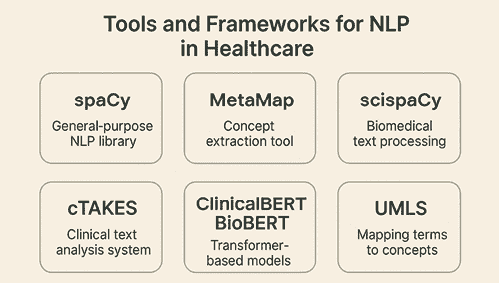 Tools and Frameworks for NLP
in Healthcare
spaCy
General-purpose
NLP library
MetaMap
Concept
extraction tool
scispaCy
Biomedical
text processing
cTAKES
Clinical text
analysis system
ClinicalBERT
BioBERT
Transformer-
based models
UMLS
Mapping terms
to concepts